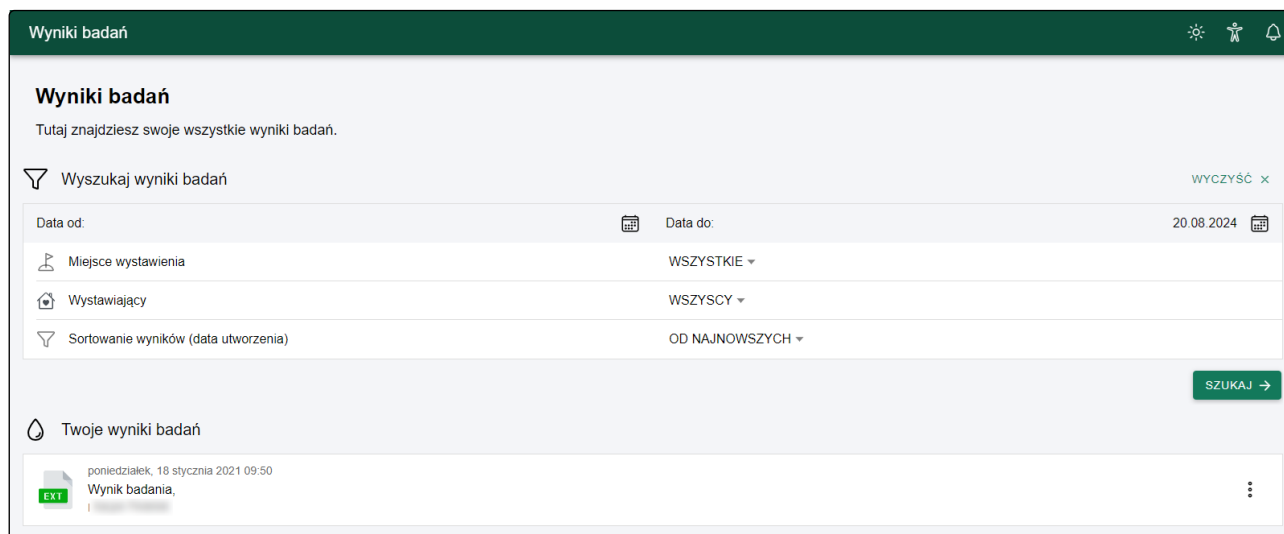 Wyniki badań
Wyniki badań
Tutaj znajdziesz swoje wszystkie wyniki badań.
Wyszukaj wyniki badań
WYCZYŚĆ ×
Data od:
Data do:
20.08.2024
Miejsce wystawienia
WSZYSTKIE
Wystawiający
WSZYSCY
Sortowanie wyników (data utworzenia)
OD NAJNOWSZYCH
SZUKAJ →
Twoje wyniki badań
poniedziałek, 18 stycznia 2021 09:50
EXT
Wynik badania,